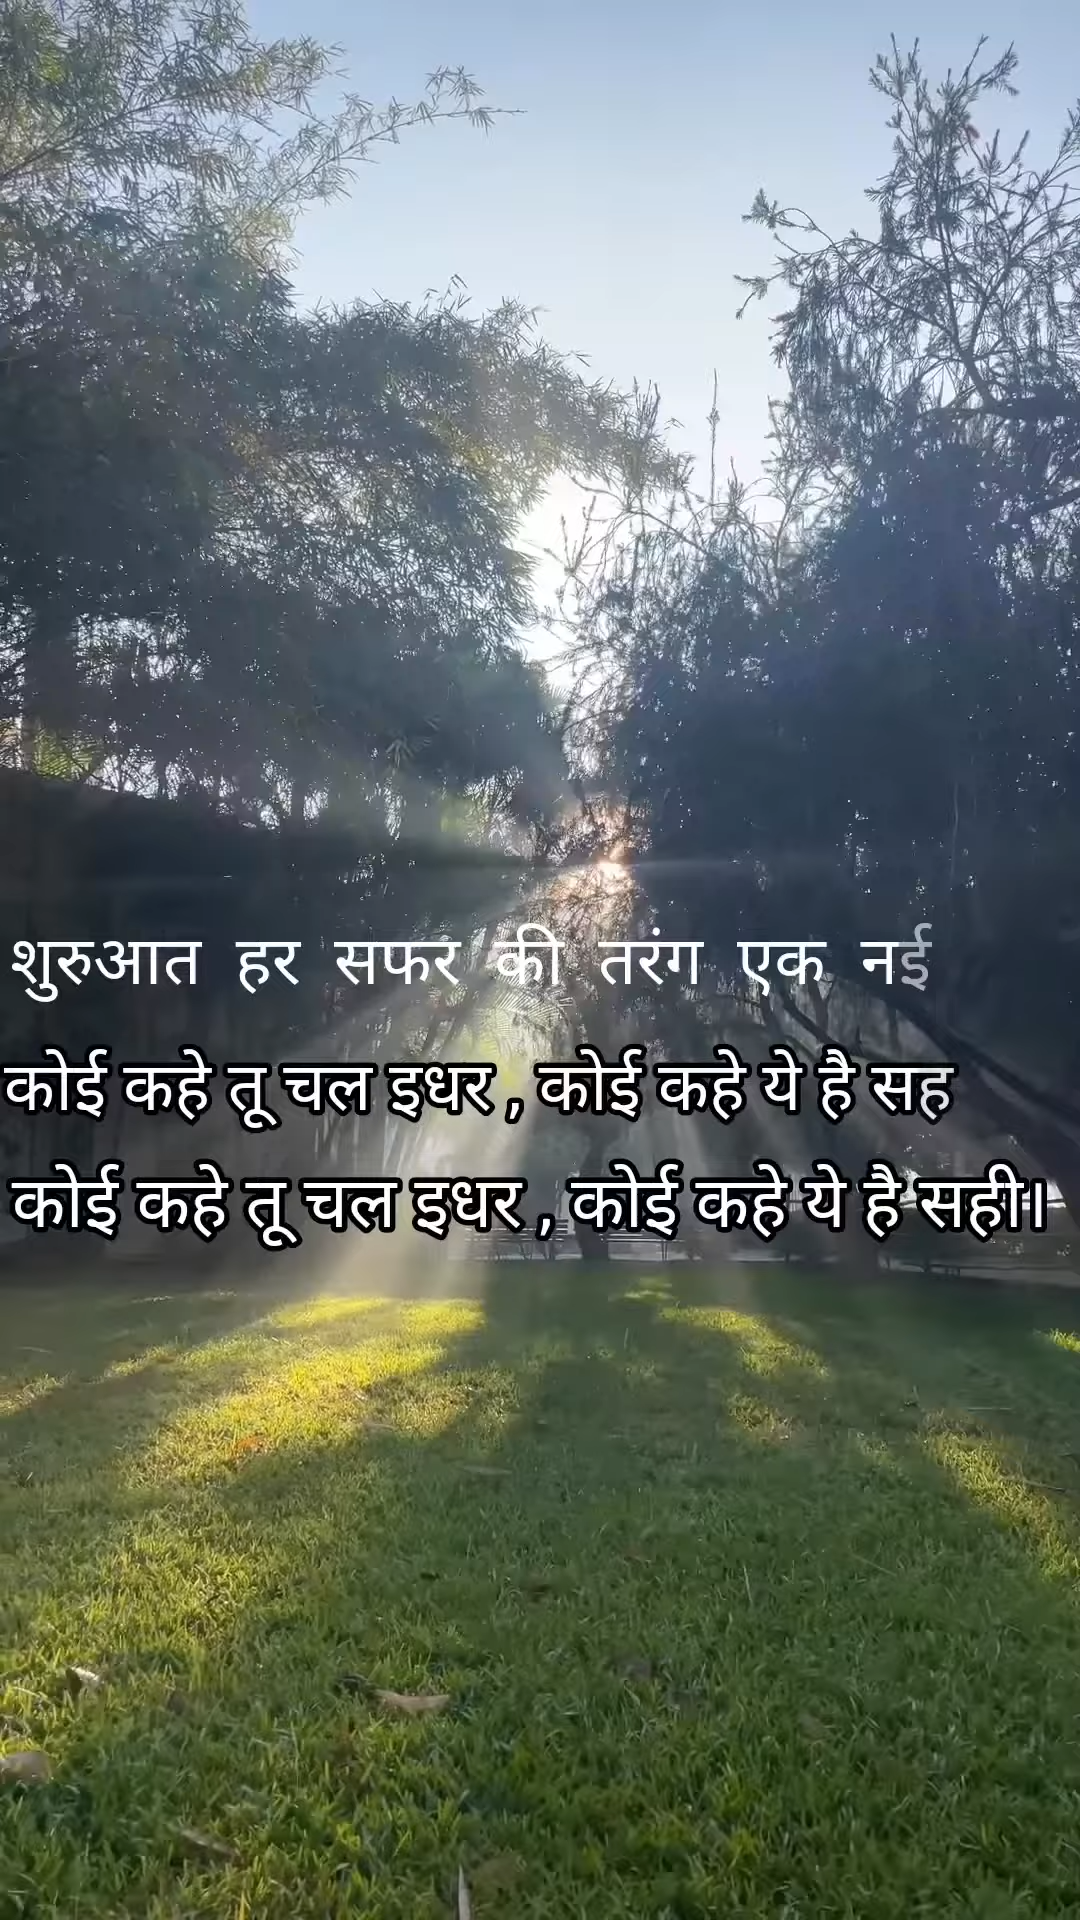 शुरुआत हर सफर की तरंग एक नई
कोई कहे तू चल इधर , कोई कहे ये है सह
कोई कहे तू चल इधर , कोई कहे ये है सही।